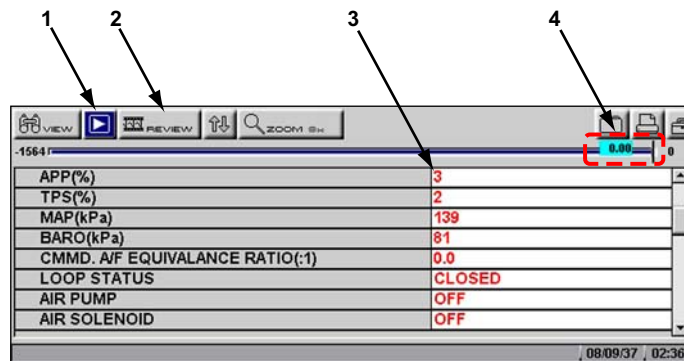 1 2 3 4
VIEW REVIEW ZOOM 8x
-1564 0.00 0
APP(%) 3
TPS(%) 2
MAP(kPa) 139
BARO(kPa) 81
CMMD. A/F EQUIVALANCE RATIO(:1) 0.0
LOOP STATUS CLOSED
AIR PUMP OFF
AIR SOLENOID OFF
08/09/37 02:36